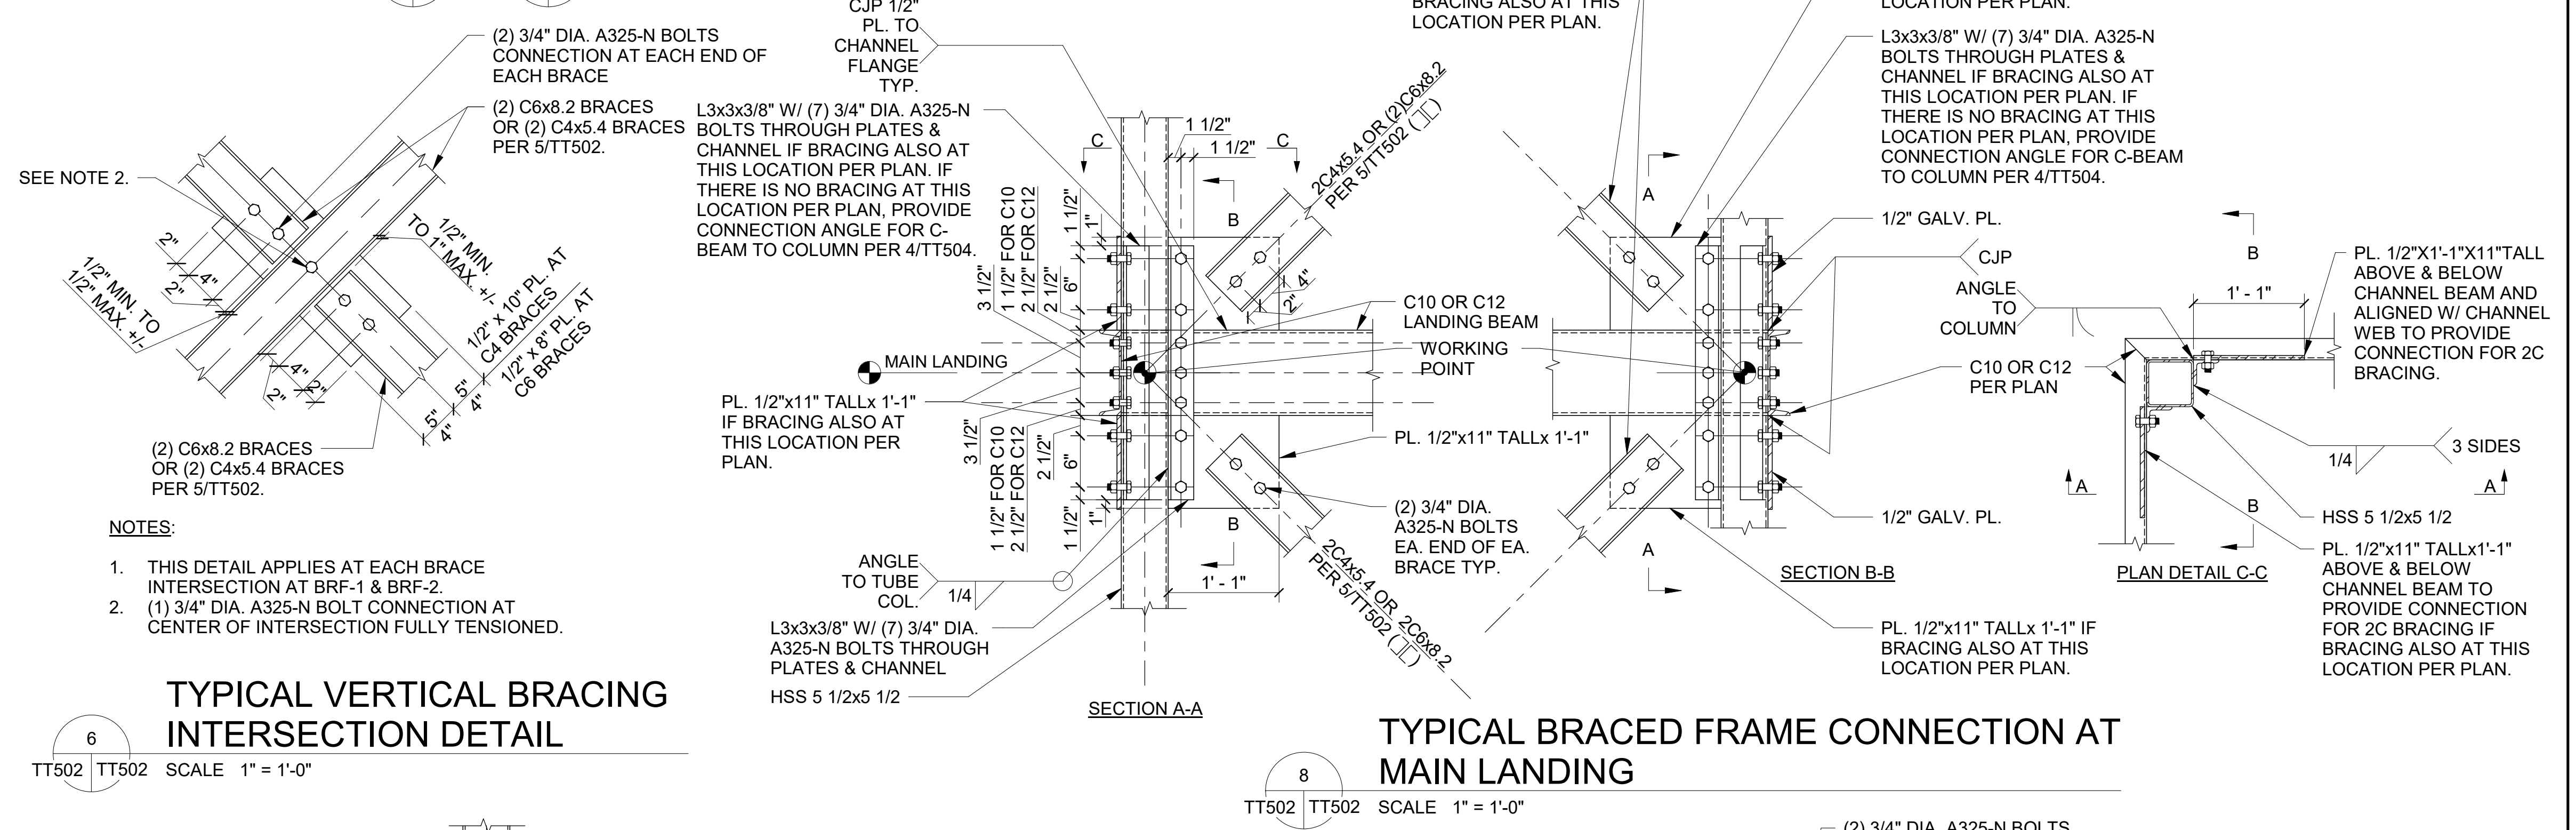 (2) 3/4" DIA. A325-N BOLTS
CONNECTION AT EACH END OF
EACH BRACE
(2) C6x8.2 BRACES
OR (2) C4x5.4 BRACES
PER 5/TT502.
SEE NOTE 2.
2"
4"
2"
1/2" MIN. TO
1/2" MAX. +/-
1/2" MIN.
TO 1" MAX. +/-
1/2" x 10" PL. AT
C4 BRACES
1/2" x 8" PL. AT
C6 BRACES
4"
2"
2"
5"
4"
5"
4"
(2) C6x8.2 BRACES
OR (2) C4x5.4 BRACES
PER 5/TT502.
NOTES:
1. THIS DETAIL APPLIES AT EACH BRACE
INTERSECTION AT BRF-1 & BRF-2.
2. (1) 3/4" DIA. A325-N BOLT CONNECTION AT
CENTER OF INTERSECTION FULLY TENSIONED.
TYPICAL VERTICAL BRACING
INTERSECTION DETAIL
6
TT502 TT502
SCALE 1" = 1'-0"
CJP 1/2"
PL. TO
CHANNEL
FLANGE
TYP.
L3x3x3/8" W/ (7) 3/4" DIA. A325-N
BOLTS THROUGH PLATES &
CHANNEL IF BRACING ALSO AT
THIS LOCATION PER PLAN. IF
THERE IS NO BRACING AT THIS
LOCATION PER PLAN, PROVIDE
CONNECTION ANGLE FOR C-
BEAM TO COLUMN PER 4/TT504.
C
1 1/2"
1 1/2"
C
B
2C4x5.4 OR (2)C6x8.2
PER 5/TT502
3 1/2"
1 1/2" FOR C10
2 1/2" FOR C12
2 1/2"
6"
1 1/2"
1"
4"
2"
C10 OR C12
LANDING BEAM
WORKING
POINT
MAIN LANDING
PL. 1/2"x11" TALLx 1'-1"
IF BRACING ALSO AT
THIS LOCATION PER
PLAN.
3 1/2"
1 1/2" FOR C10
2 1/2" FOR C12
2 1/2"
6"
1 1/2"
1"
PL. 1/2"x11" TALLx 1'-1"
(2) 3/4" DIA.
A325-N BOLTS
EA. END OF EA.
BRACE TYP.
B
1' - 1"
ANGLE
TO TUBE
COL.
1/4
L3x3x3/8" W/ (7) 3/4" DIA.
A325-N BOLTS THROUGH
PLATES & CHANNEL
HSS 5 1/2x5 1/2
2C4x5.4 OR 2C6x8.2
PER 5/TT502
SECTION A-A
BRACING ALSO AT THIS
LOCATION PER PLAN.
LOCATION PER PLAN.
L3x3x3/8" W/ (7) 3/4" DIA. A325-N
BOLTS THROUGH PLATES &
CHANNEL IF BRACING ALSO AT
THIS LOCATION PER PLAN. IF
THERE IS NO BRACING AT THIS
LOCATION PER PLAN, PROVIDE
CONNECTION ANGLE FOR C-BEAM
TO COLUMN PER 4/TT504.
A
1/2" GALV. PL.
CJP
C10 OR C12
PER PLAN
1/2" GALV. PL.
A
SECTION B-B
PL. 1/2"x11" TALLx 1'-1" IF
BRACING ALSO AT THIS
LOCATION PER PLAN.
ANGLE
TO
COLUMN
B
1' - 1"
PL. 1/2"X1'-1"X11"TALL
ABOVE & BELOW
CHANNEL BEAM AND
ALIGNED W/ CHANNEL
WEB TO PROVIDE
CONNECTION FOR 2C
BRACING.
1/4
3 SIDES
A
A
B
HSS 5 1/2x5 1/2
PL. 1/2"x11" TALLx1'-1"
ABOVE & BELOW
CHANNEL BEAM TO
PROVIDE CONNECTION
FOR 2C BRACING IF
BRACING ALSO AT THIS
LOCATION PER PLAN.
PLAN DETAIL C-C
TYPICAL BRACED FRAME CONNECTION AT
MAIN LANDING
8
TT502 TT502
SCALE 1" = 1'-0"
(2) 3/4" DIA. A325-N BOLTS